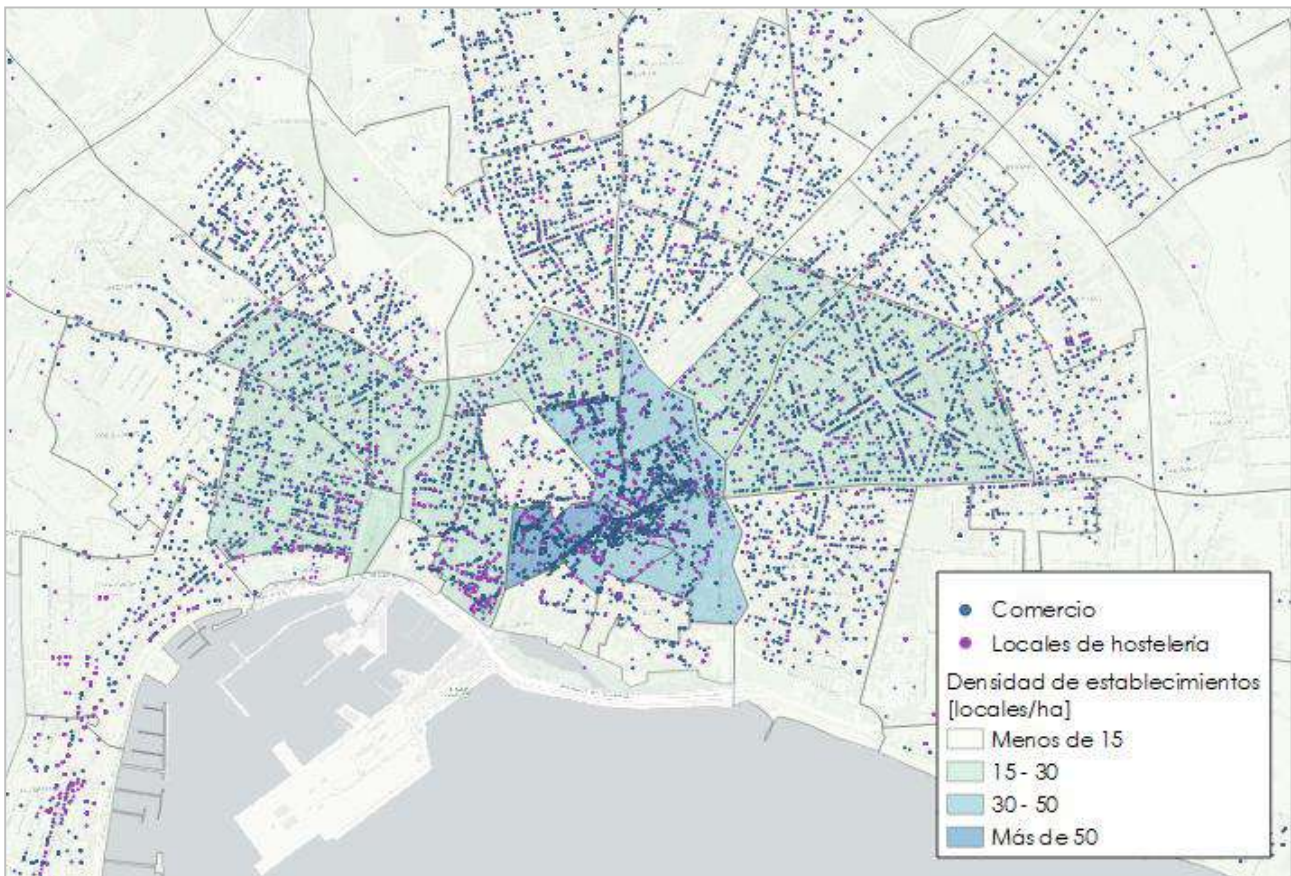 Comercio
Locales de hostelería
Densidad de establecimientos
[locales/ha]
Menos de 15
15 - 30
30 - 50
Más de 50